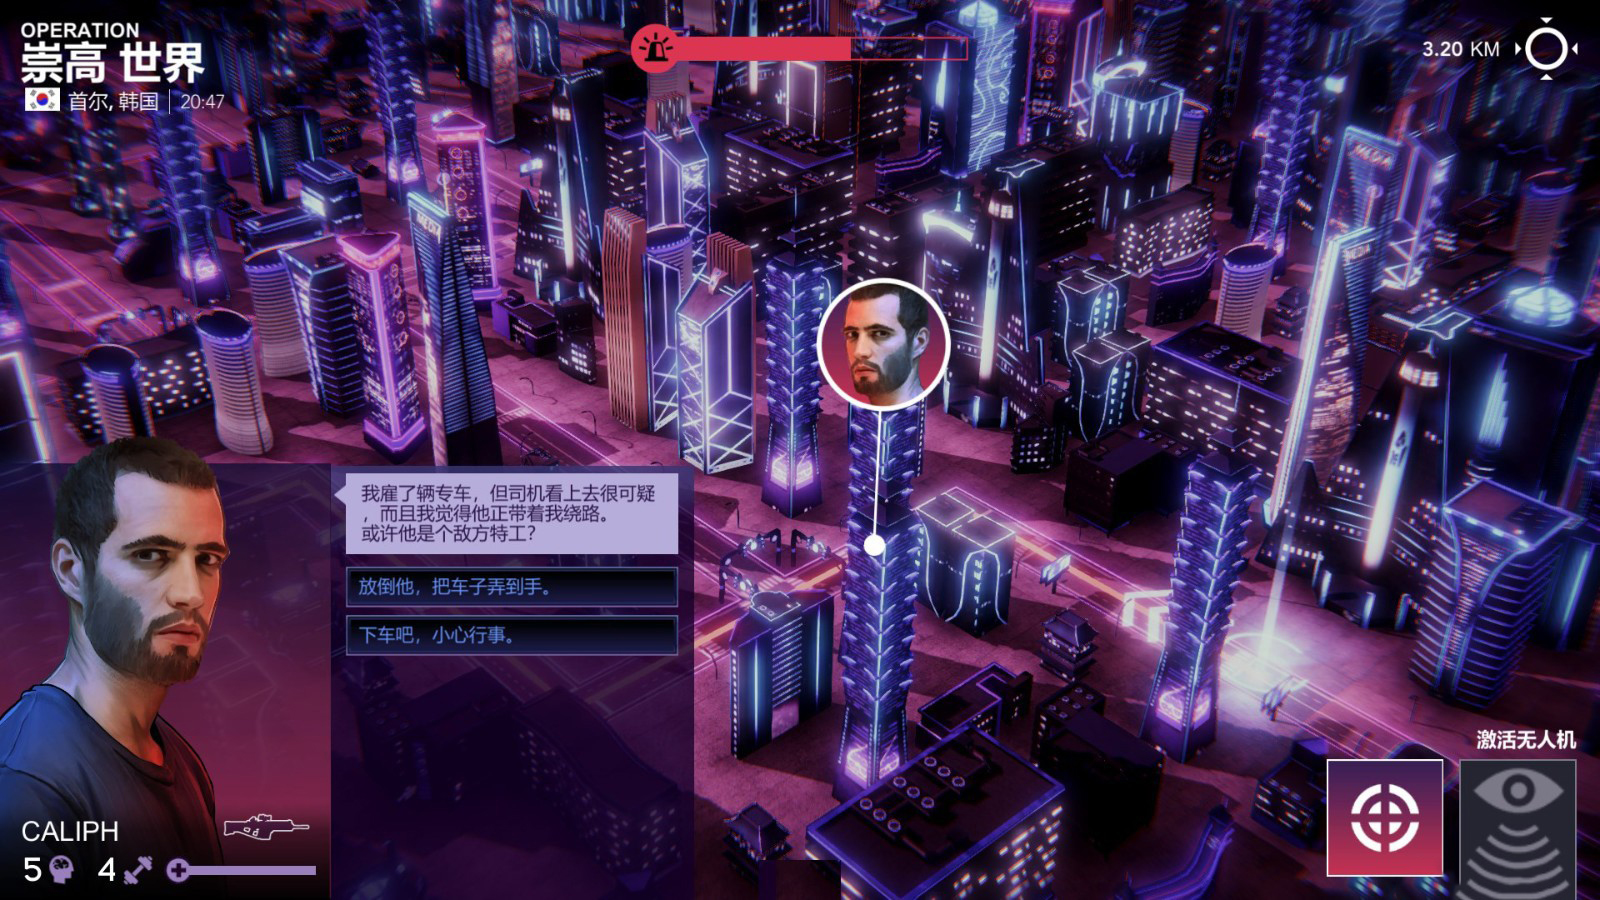 OPERATION
崇高 世界
首尔, 韩国 20:47
3.20 KM
MEDIA
MEDIA
MEDIA
我雇了辆专车，但司机看上去很可疑
，而且我觉得他正带着我绕路。
或许他是个敌方特工？
放倒他，把车子弄到手。
下车吧，小心行事。
激活无人机
CALIPH
5 4